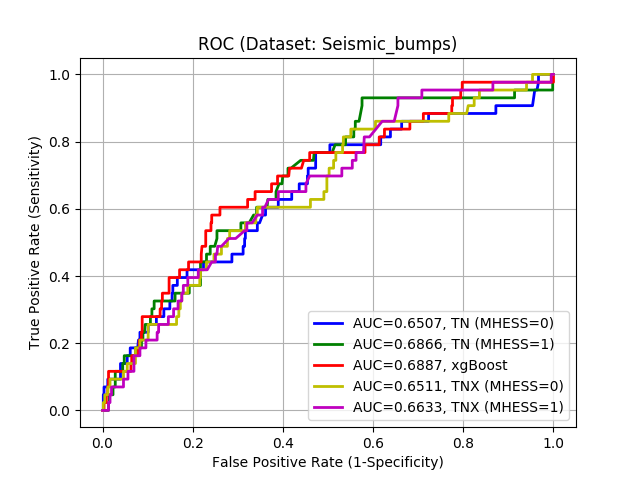 ROC (Dataset: Seismic_bumps)
True Positive Rate (Sensitivity)
1.0
0.8
0.6
0.4
0.2
0.0
AUC=0.6507, TN (MHESS=0)
AUC=0.6866, TN (MHESS=1)
AUC=0.6887, xgBoost
AUC=0.6511, TNX (MHESS=0)
AUC=0.6633, TNX (MHESS=1)
0.0 0.2 0.4 0.6 0.8 1.0
False Positive Rate (1-Specificity)